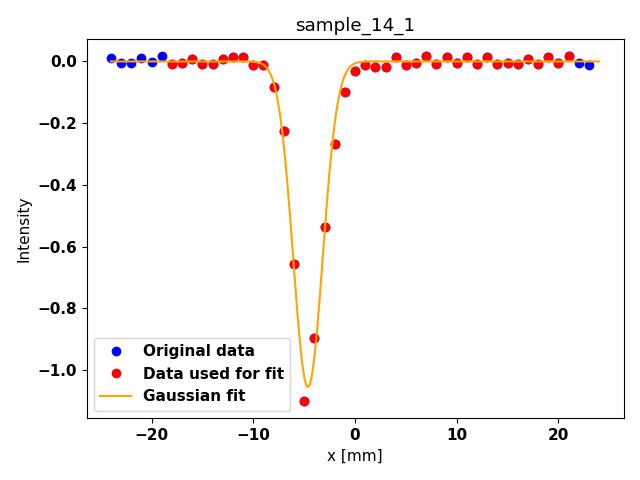 sample_14_1
0.0
−0.2
−0.4
−0.6
−0.8
−1.0
Intensity
Original data
Data used for fit
Gaussian fit
−20
−10
0
10
20
x [mm]